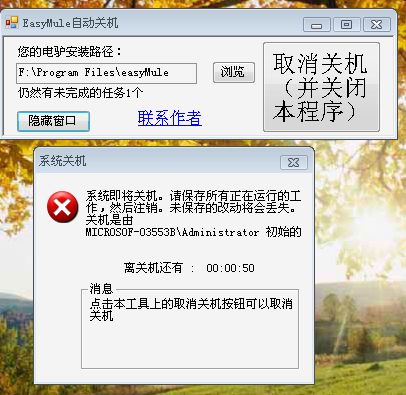 EasyMule自动关机
您的电驴安装路径：
F:\Program Files\easyMule
浏览
仍然有未完成的任务1个
隐藏窗口
联系作者
取消关机
（并关闭
本程序）
系统关机
系统即将关机。请保存所有正在运行的工
作，然后注销。未保存的改动将会丢失。
关机是由
MICROSOF-03553B\Administrator 初始的
离关机还有 : 00:00:50
消息
点击本工具上的取消关机按钮可以取消
关机